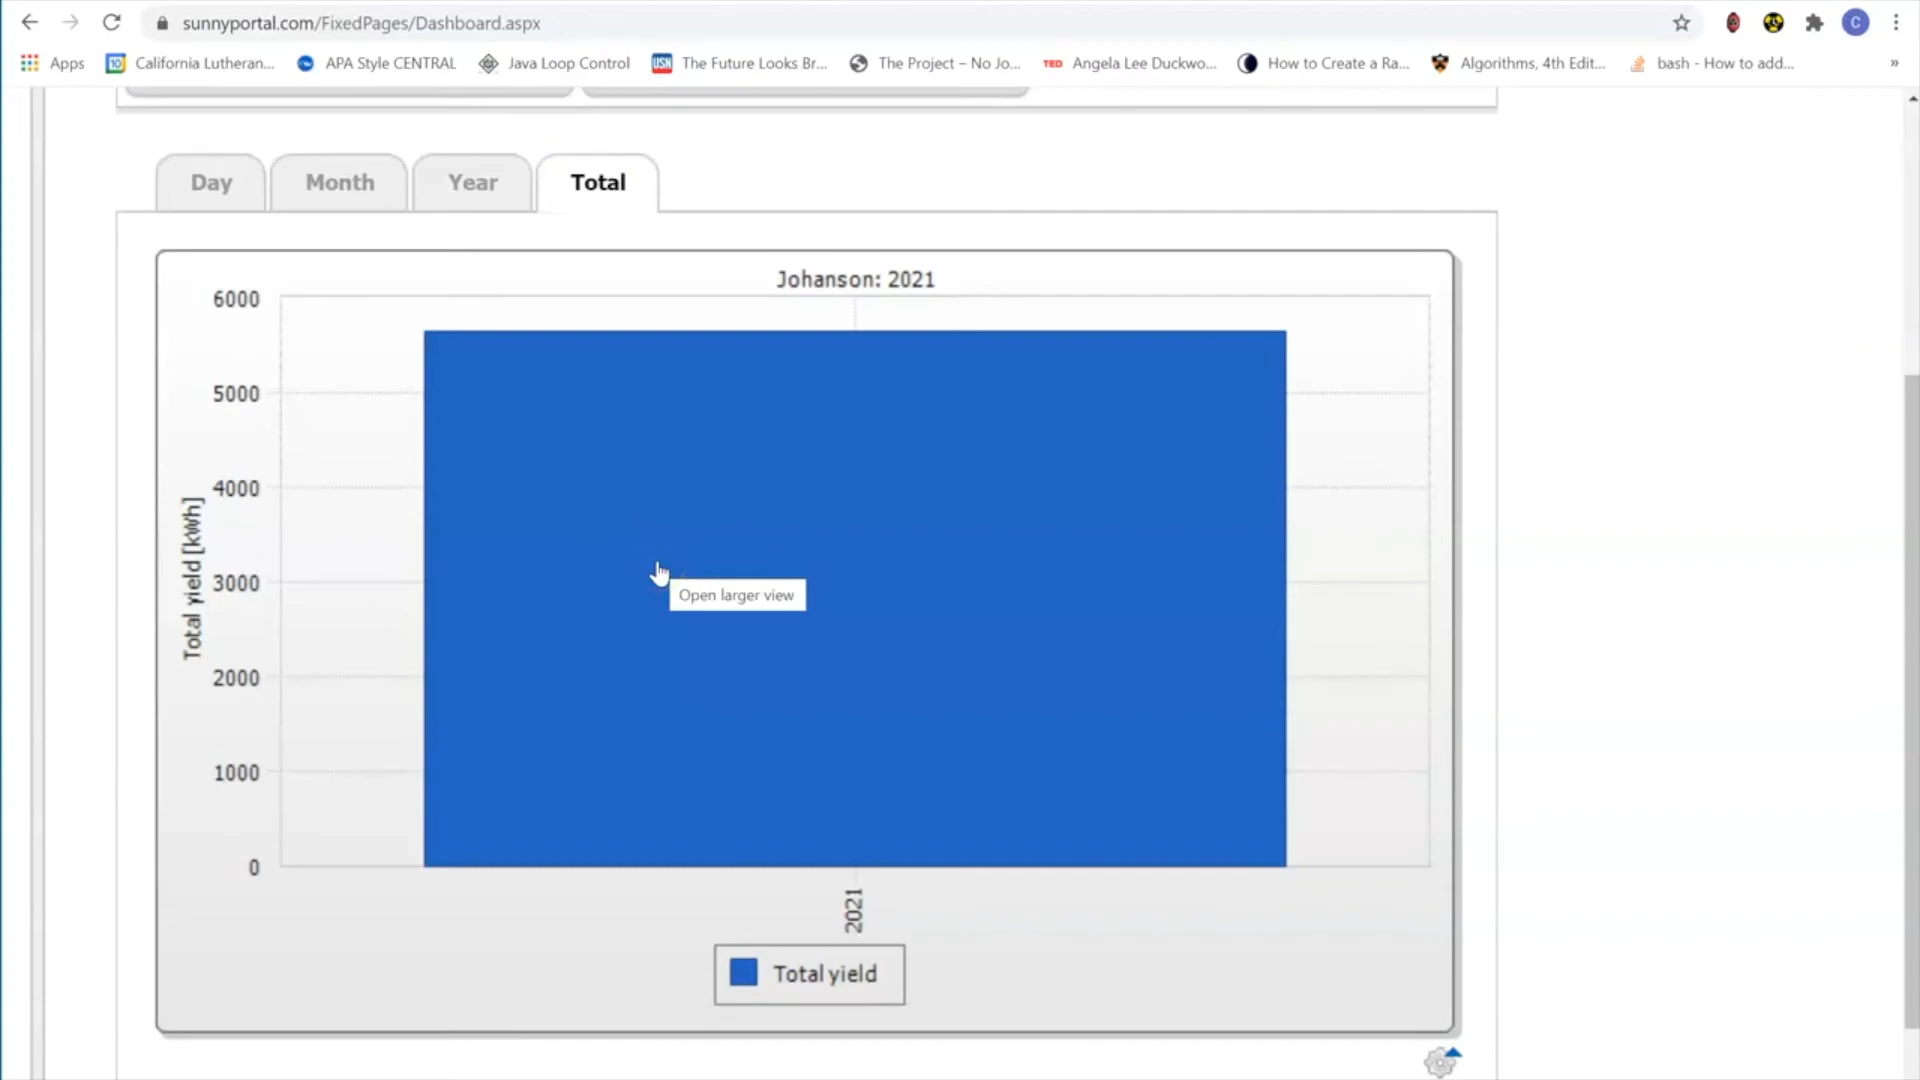 sunnyportal.com/FixedPages/Dashboard.aspx
C
Apps
10
California Lutheran...
APA Style CENTRAL
Java Loop Control
USN
The Future Looks Br...
The Project – No Jo...
TED
Angela Lee Duckwo...
How to Create a Ra...
Algorithms, 4th Edit...
bash - How to add...
»
Day
Month
Year
Total
Johanson: 2021
Total yield [kWh]
6000
5000
4000
3000
2000
1000
0
Open larger view
2021
Total yield